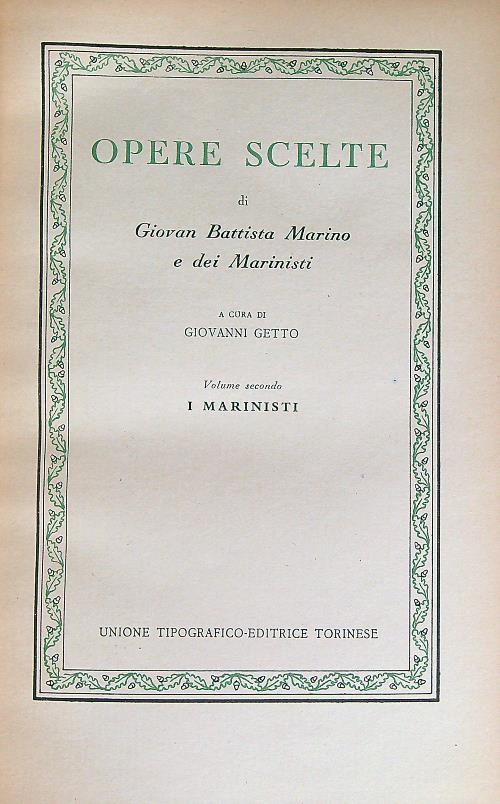 OPERE SCELTE
di
Giovan Battista Marino
e dei Marinisti
A CURA DI
GIOVANNI GETTO
Volume secondo
I MARINISTI
UNIONE TIPOGRAFICO-EDITRICE TORINESE